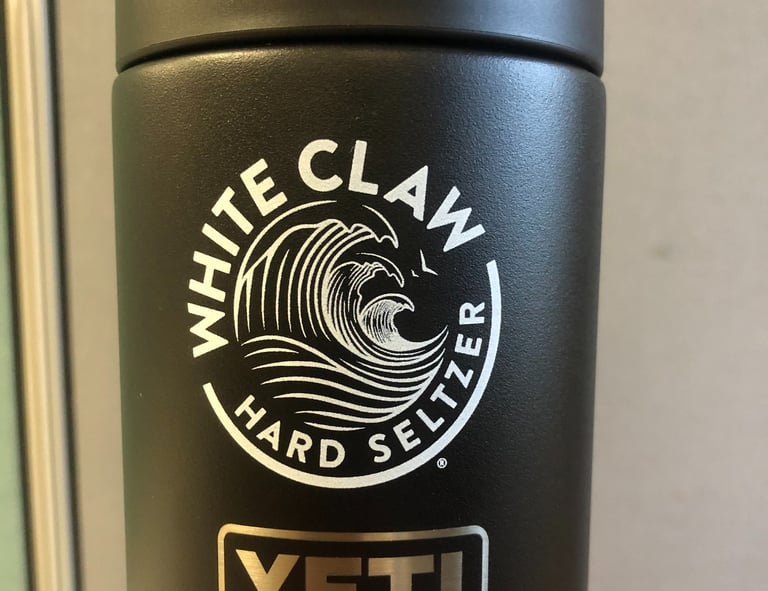 WHITE CLAW
HARD SELTZER
®
YETI